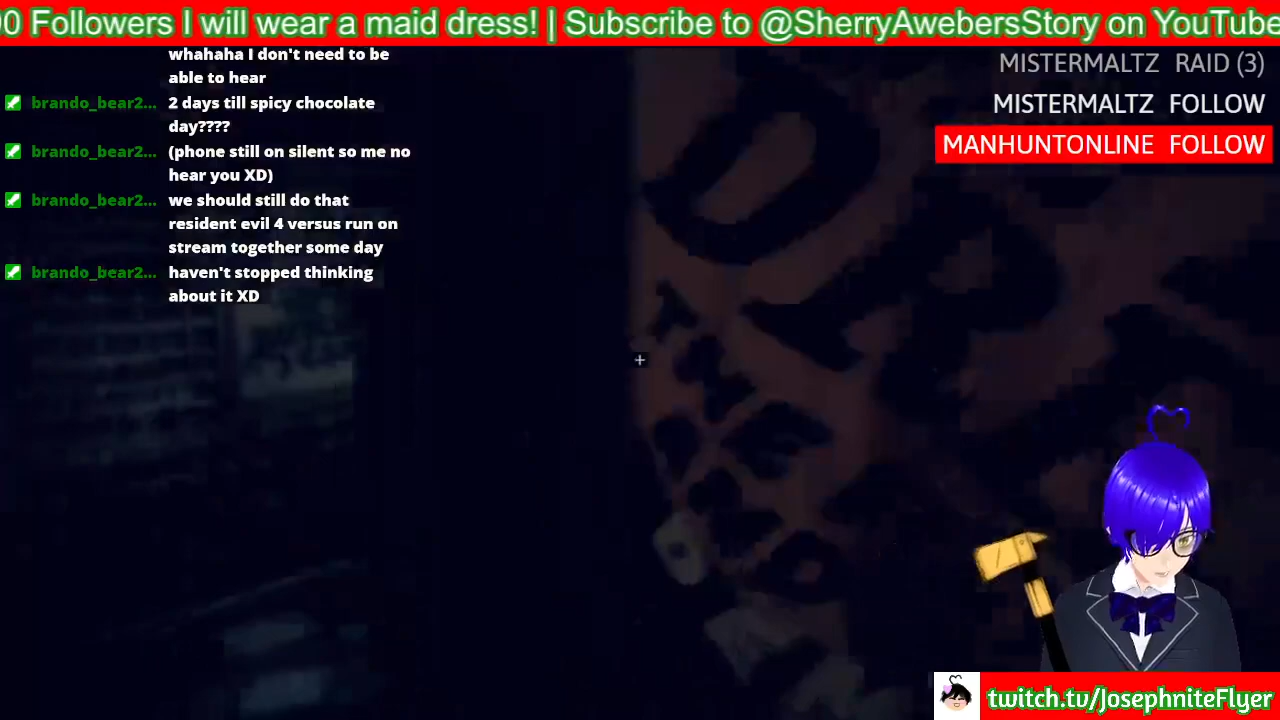 0 Followers I will wear a maid dress! | Subscribe to @SherryAwebersStory on YouTube
whahaha I don't need to be
able to hear
brando_bear2... 2 days till spicy chocolate
day????
brando_bear2... (phone still on silent so me no
hear you XD)
brando_bear2... we should still do that
resident evil 4 versus run on
stream together some day
brando_bear2... haven't stopped thinking
about it XD
MISTERMALTZ RAID (3)
MISTERMALTZ FOLLOW
MANHUNTONLINE FOLLOW
twitch.tv/JosephniteFlyer